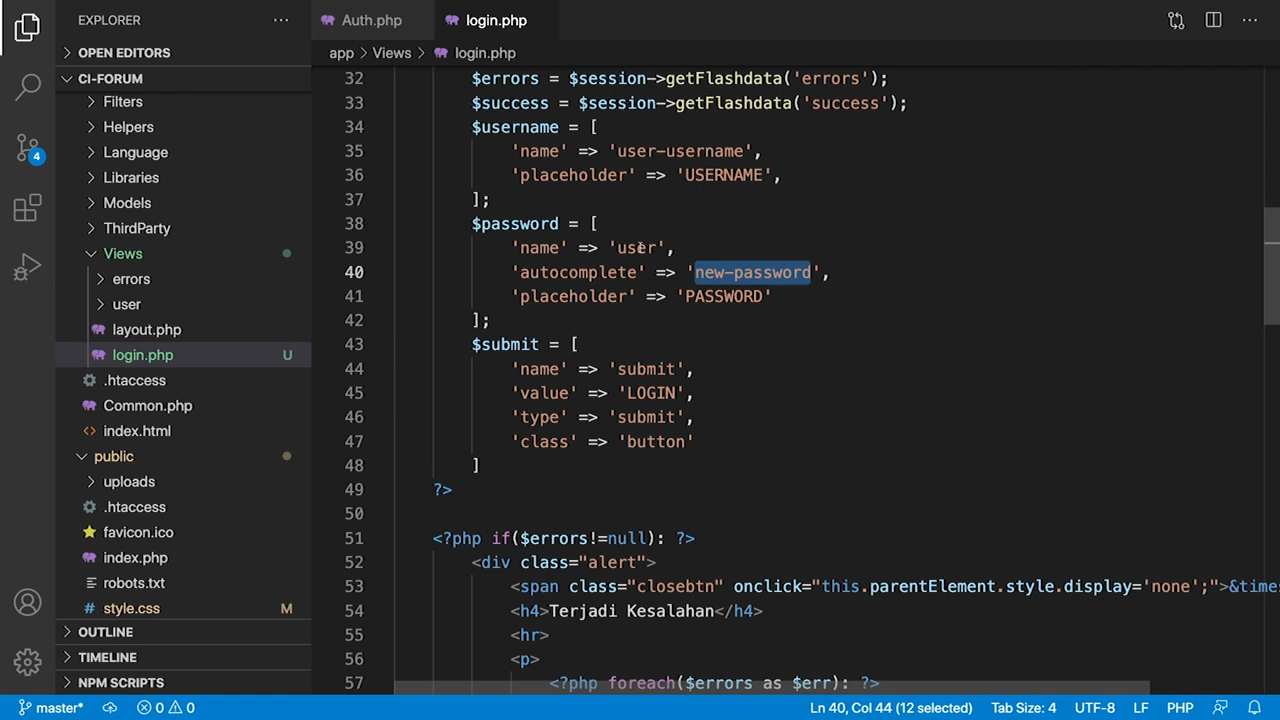 EXPLORER
Auth.php
login.php
OPEN EDITORS
app > Views > login.php
CI-FORUM
Filters
Helpers
Language
4
Libraries
Models
ThirdParty
Views
errors
user
layout.php
login.php U
.htaccess
Common.php
index.html
public
uploads
.htaccess
favicon.ico
index.php
robots.txt
style.css M
OUTLINE
TIMELINE
NPM SCRIPTS
32 $errors = $session->getFlashdata('errors');
33 $success = $session->getFlashdata('success');
34 $username = [
35 'name' => 'user-username',
36 'placeholder' => 'USERNAME',
37 ];
38 $password = [
39 'name' => 'user',
40 'autocomplete' => 'new-password',
41 'placeholder' => 'PASSWORD'
42 ];
43 $submit = [
44 'name' => 'submit',
45 'value' => 'LOGIN',
46 'type' => 'submit',
47 'class' => 'button'
48 ]
49 ?>
50
51 <?php if($errors!=null): ?>
52 <div class="alert">
53 <span class="closebtn" onclick="this.parentElement.style.display='none';">&times
54 <h4>Terjadi Kesalahan</h4>
55 <hr>
56 <p>
57 <?php foreach($errors as $err): ?>
master* 0 0 Ln 40, Col 44 (12 selected) Tab Size: 4 UTF-8 LF PHP